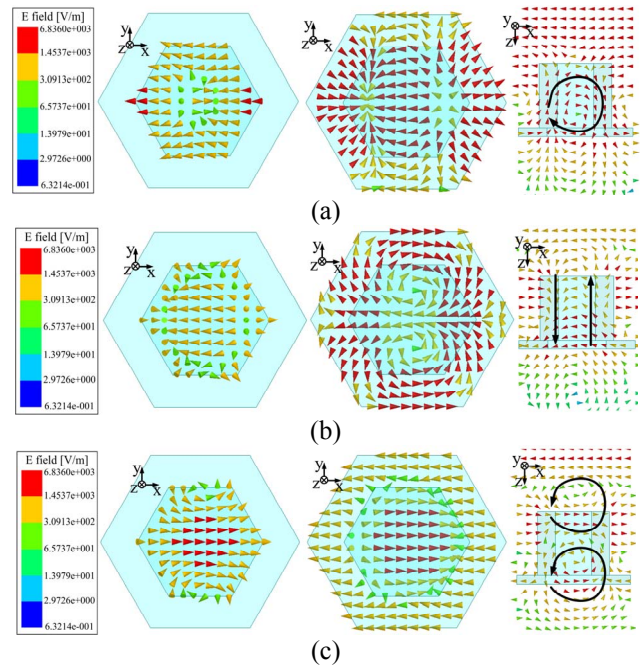 E field [V/m]
6.8360e+003
1.4537e+003
3.0913e+002
6.5737e+001
1.3979e+001
2.9726e+000
6.3214e-001
y
z x
y
z x
y x
z
(a)
E field [V/m]
6.8360e+003
1.4537e+003
3.0913e+002
6.5737e+001
1.3979e+001
2.9726e+000
6.3214e-001
y
z x
y
z x
y x
z
(b)
E field [V/m]
6.8360e+003
1.4537e+003
3.0913e+002
6.5737e+001
1.3979e+001
2.9726e+000
6.3214e-001
y
z x
y
z x
y x
z
(c)